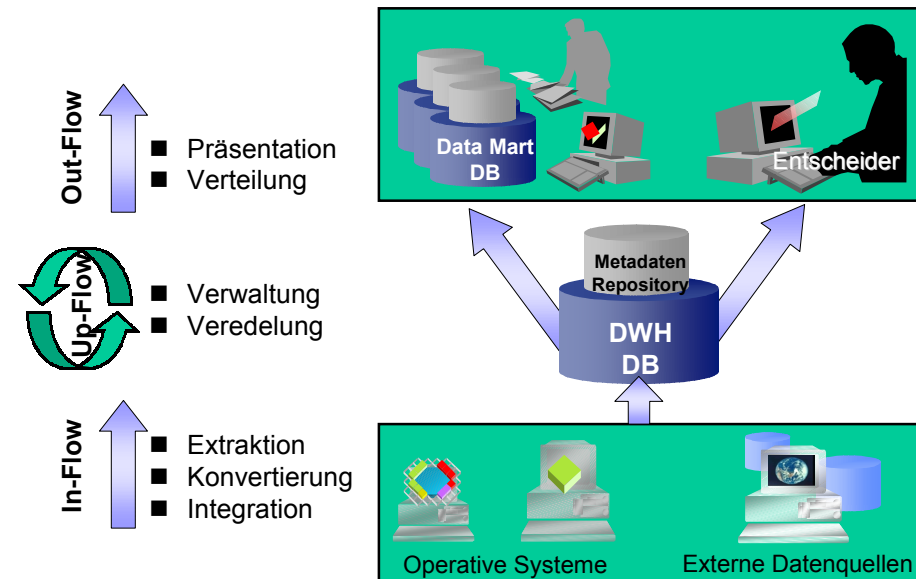 Out-Flow
Präsentation
Verteilung
Up-Flow
Verwaltung
Veredelung
In-Flow
Extraktion
Konvertierung
Integration
Data Mart
DB
Entscheider
Metadaten
Repository
DWH
DB
Operative Systeme
Externe Datenquellen